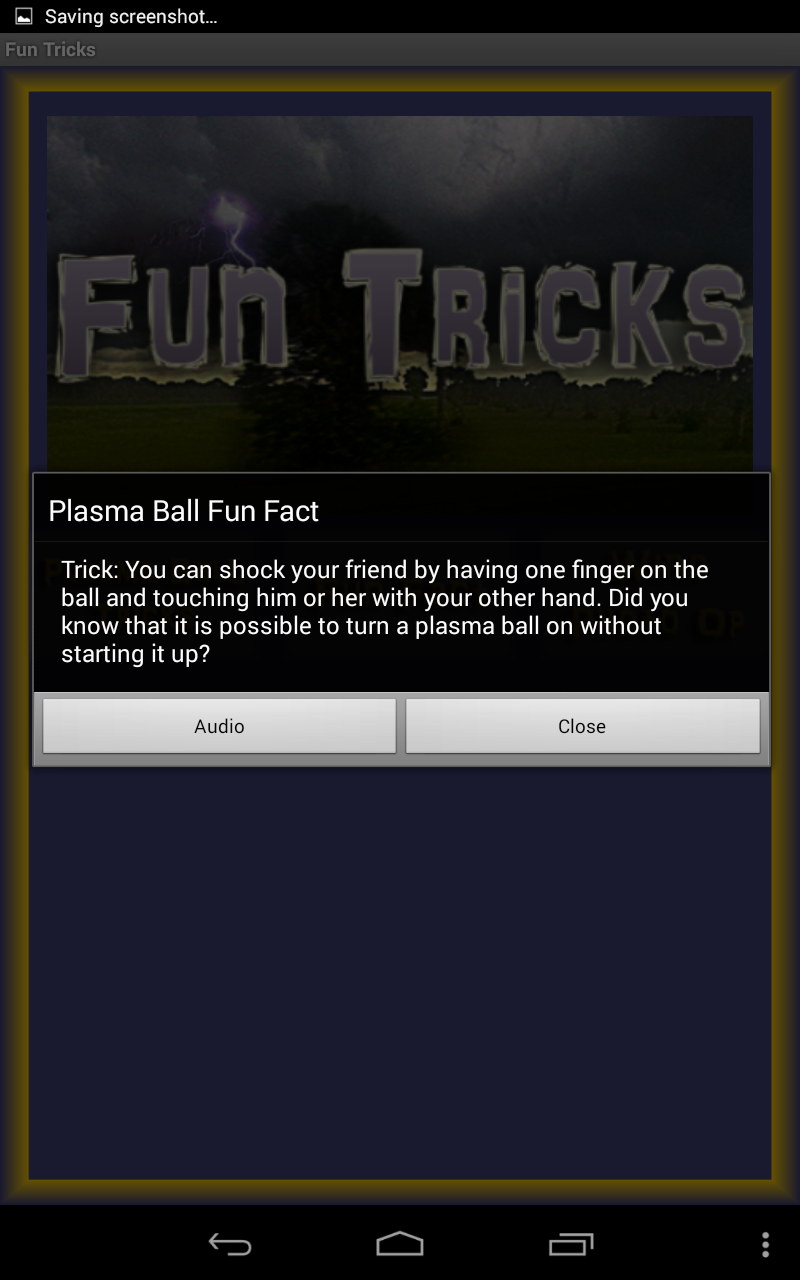 Saving screenshot...
Fun Tricks
Fun Tricks
Plasma Ball Fun Fact
Trick: You can shock your friend by having one finger on the
ball and touching him or her with your other hand. Did you
know that it is possible to turn a plasma ball on without
starting it up?
Audio
Close